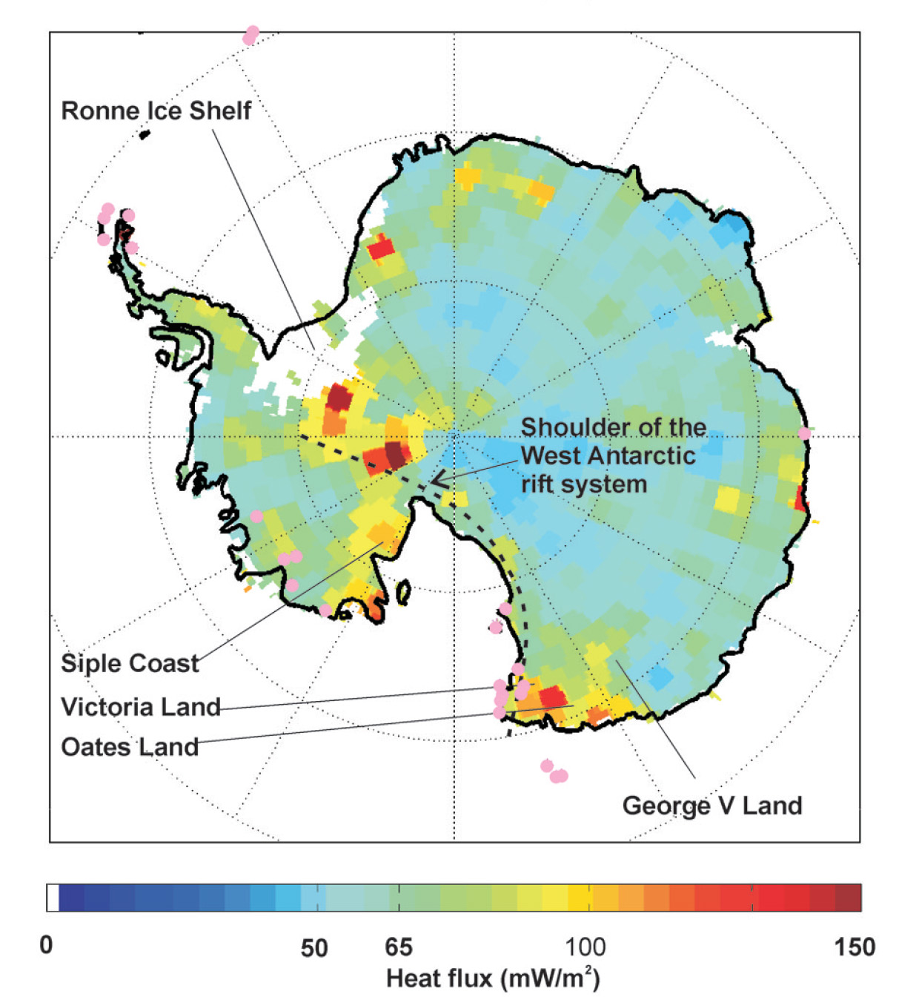 Ronne Ice Shelf
Shoulder of the
West Antarctic
rift system
Siple Coast
Victoria Land
Oates Land
George V Land
0 50 65 100 150
Heat flux (mW/m²)